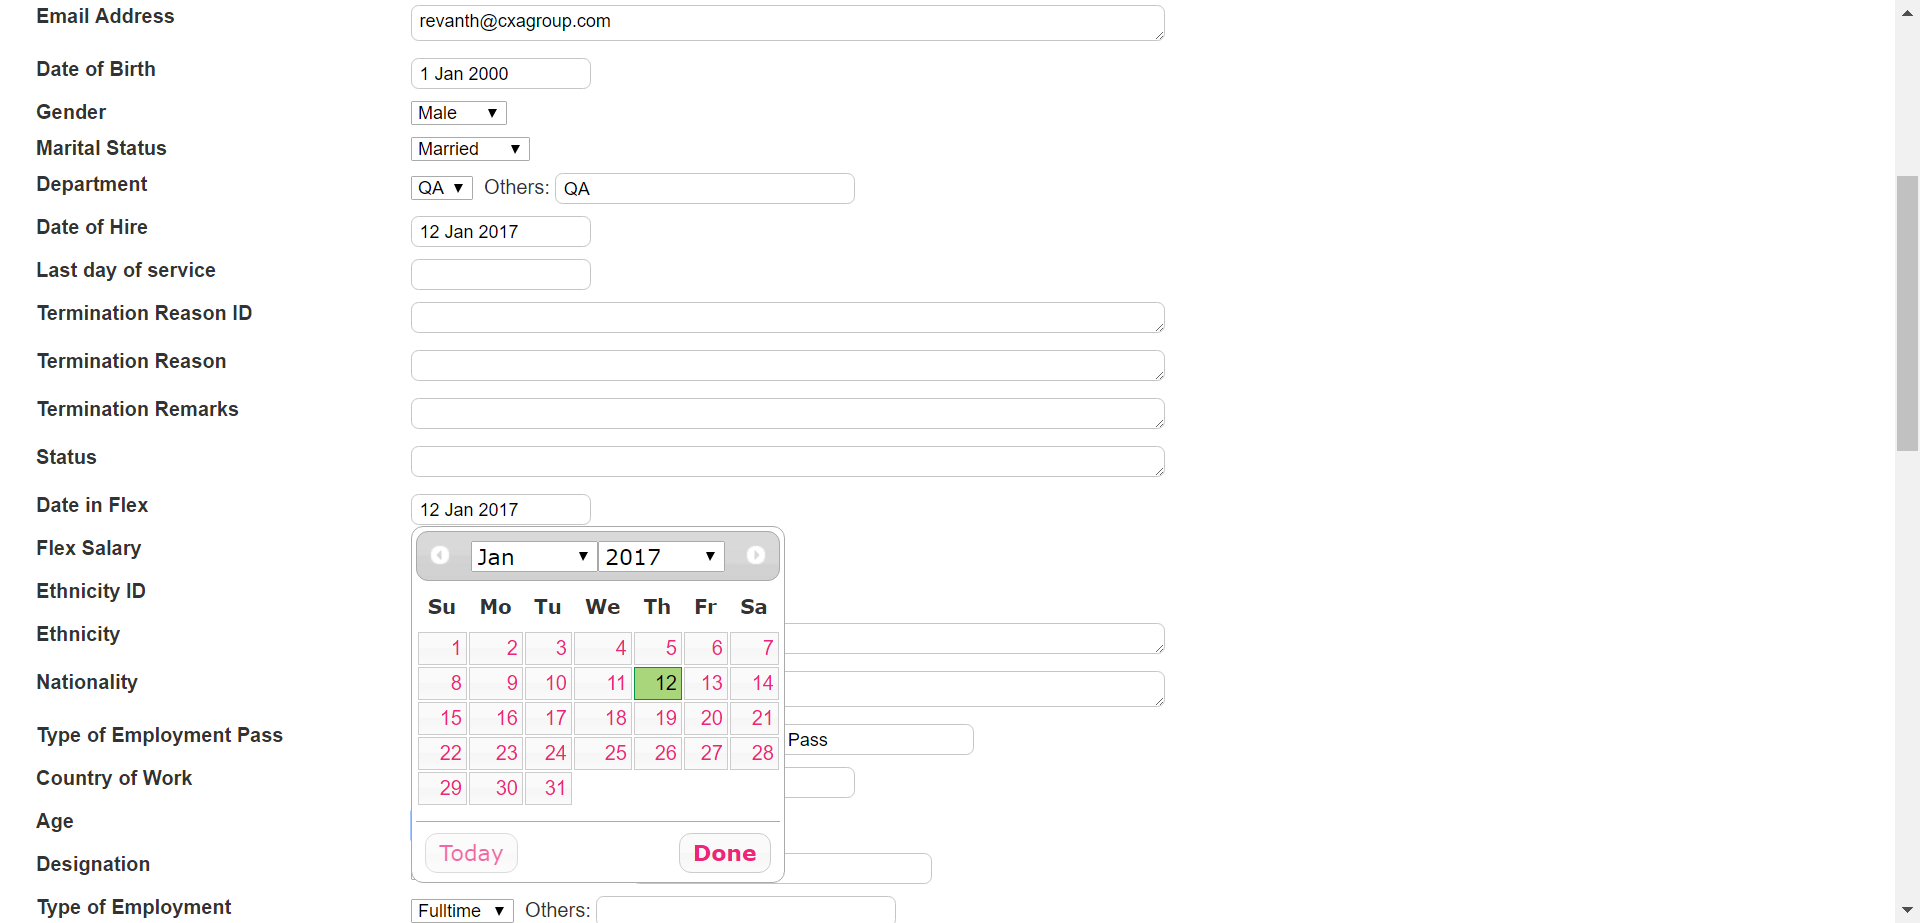 Email Address revanth@cxagroup.com
Date of Birth 1 Jan 2000
Gender Male
Marital Status Married
Department QA Others: QA
Date of Hire 12 Jan 2017
Last day of service
Termination Reason ID
Termination Reason
Termination Remarks
Status
Date in Flex 12 Jan 2017
Flex Salary
Ethnicity ID
Ethnicity
Nationality
Type of Employment Pass Pass
Country of Work
Age
Designation
Type of Employment Fulltime Others:
Jan 2017
Su Mo Tu We Th Fr Sa
1 2 3 4 5 6 7
8 9 10 11 12 13 14
15 16 17 18 19 20 21
22 23 24 25 26 27 28
29 30 31
Today Done